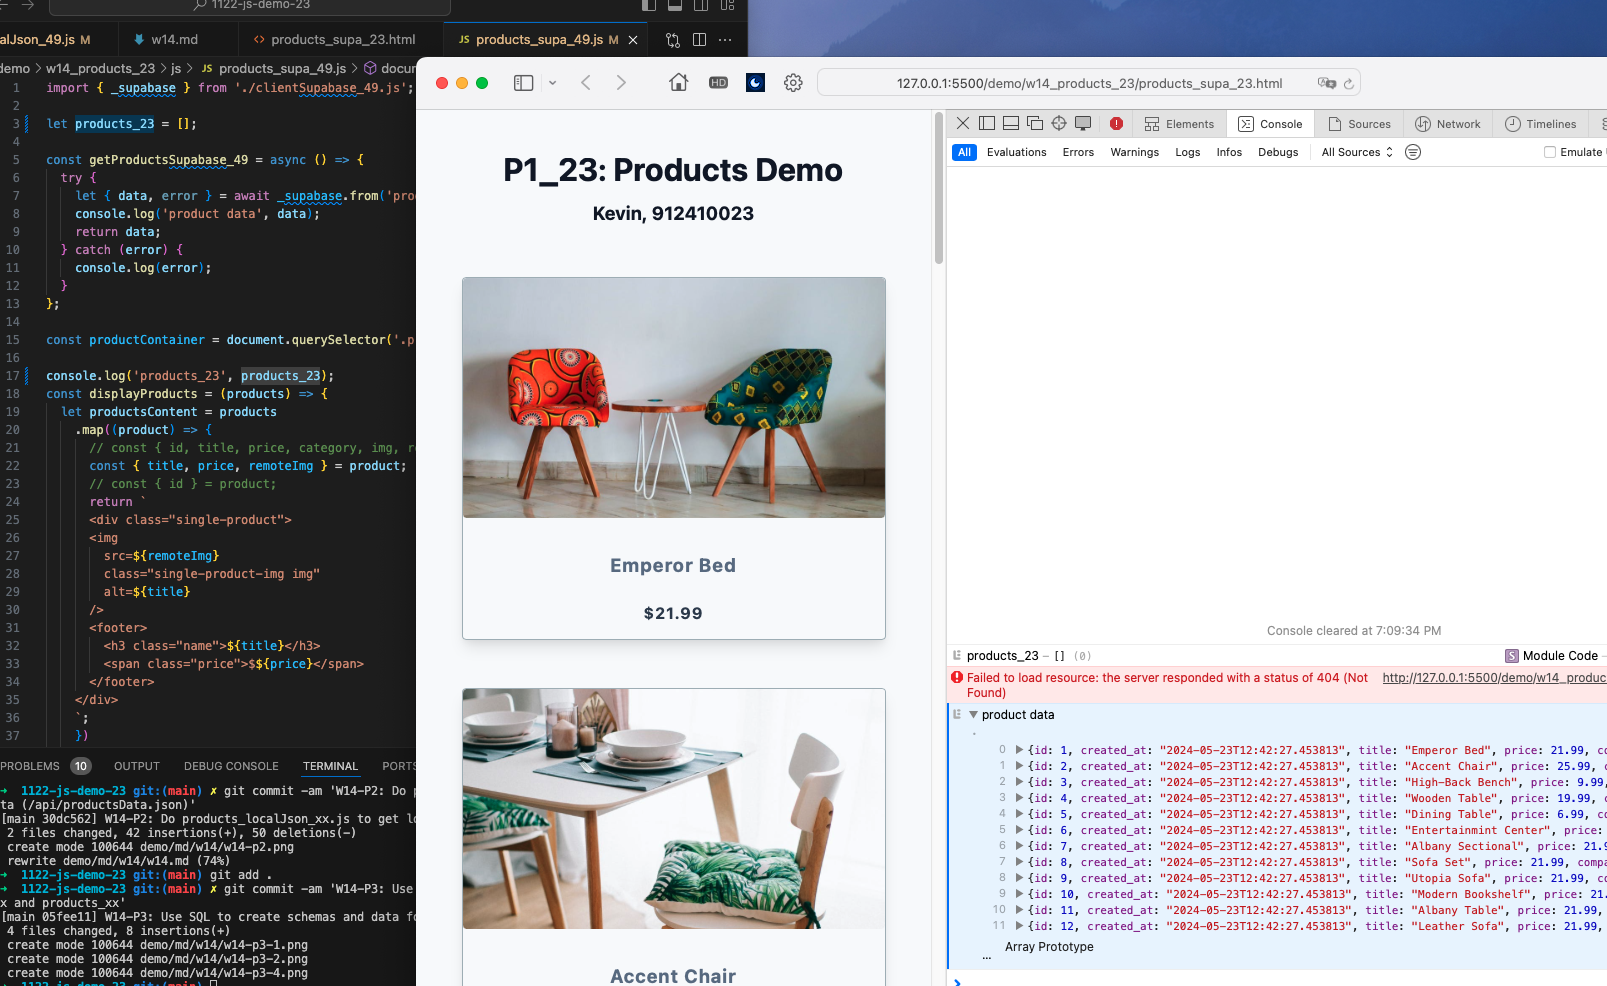 1122-js-demo-23
alJson_49.js M
w14.md
<> products_supa_23.html
JS products_supa_49.js M
demo > w14_products_23 > js > JS products_supa_49.js >
1 import { _supabase } from './clientSupabase_49.js';
2
3 let products_23 = [];
4
5 const getProductsSupabase_49 = async () => {
6 try {
7 let { data, error } = await _supabase.from('pro
8 console.log('product data', data);
9 return data;
10 } catch (error) {
11 console.log(error);
12 }
13 };
14
15 const productContainer = document.querySelector('.p
16
17 console.log('products_23', products_23);
18 const displayProducts = (products) => {
19 let productsContent = products
20 .map((product) => {
21 // const { id, title, price, category, img, r
22 const { title, price, remoteImg } = product;
23 // const { id } = product;
24 return `
25 <div class="single-product">
26 <img
27 src=${remoteImg}
28 class="single-product-img img"
29 alt=${title}
30 />
31 <footer>
32 <h3 class="name">${title}</h3>
33 <span class="price">$${price}</span>
34 </footer>
35 </div>
36 `;
37 })
PROBLEMS 10 OUTPUT DEBUG CONSOLE TERMINAL PORTS
➜ 1122-js-demo-23 git:(main) ✗ git commit -am 'W14-P2: Do p
ta (/api/productsData.json)'
[main 30dc562] W14-P2: Do products_localJson_xx.js to get lo
2 files changed, 42 insertions(+), 50 deletions(-)
create mode 100644 demo/md/w14/w14-p2.png
rewrite demo/md/w14/w14.md (74%)
➜ 1122-js-demo-23 git:(main) git add .
➜ 1122-js-demo-23 git:(main) ✗ git commit -am 'W14-P3: Use
x and products_xx'
[main 05fee11] W14-P3: Use SQL to create schemas and data fo
4 files changed, 8 insertions(+)
create mode 100644 demo/md/w14/w14-p3-1.png
create mode 100644 demo/md/w14/w14-p3-2.png
create mode 100644 demo/md/w14/w14-p3-4.png
➜ 1122-js-demo-23 git:(main)
HD
127.0.0.1:5500/demo/w14_products_23/products_supa_23.html
P1_23: Products Demo
Kevin, 912410023
Emperor Bed
$21.99
Accent Chair
Elements Console Sources Network Timelines
All Evaluations Errors Warnings Logs Infos Debugs All Sources Emulate
Console cleared at 7:09:34 PM
products_23 – [] (0) S Module Code
Failed to load resource: the server responded with a status of 404 (Not Found) http://127.0.0.1:5500/demo/w14_produc
product data
0 {id: 1, created_at: "2024-05-23T12:42:27.453813", title: "Emperor Bed", price: 21.99, co
1 {id: 2, created_at: "2024-05-23T12:42:27.453813", title: "Accent Chair", price: 25.99, c
2 {id: 3, created_at: "2024-05-23T12:42:27.453813", title: "High-Back Bench", price: 9.99,
3 {id: 4, created_at: "2024-05-23T12:42:27.453813", title: "Wooden Table", price: 19.99, c
4 {id: 5, created_at: "2024-05-23T12:42:27.453813", title: "Dining Table", price: 6.99, com
5 {id: 6, created_at: "2024-05-23T12:42:27.453813", title: "Entertainmint Center", price:
6 {id: 7, created_at: "2024-05-23T12:42:27.453813", title: "Albany Sectional", price: 21.9
7 {id: 8, created_at: "2024-05-23T12:42:27.453813", title: "Sofa Set", price: 21.99, compa
8 {id: 9, created_at: "2024-05-23T12:42:27.453813", title: "Utopia Sofa", price: 21.99, co
9 {id: 10, created_at: "2024-05-23T12:42:27.453813", title: "Modern Bookshelf", price: 21.
10 {id: 11, created_at: "2024-05-23T12:42:27.453813", title: "Albany Table", price: 21.99,
11 {id: 12, created_at: "2024-05-23T12:42:27.453813", title: "Leather Sofa", price: 21.99,
Array Prototype
...